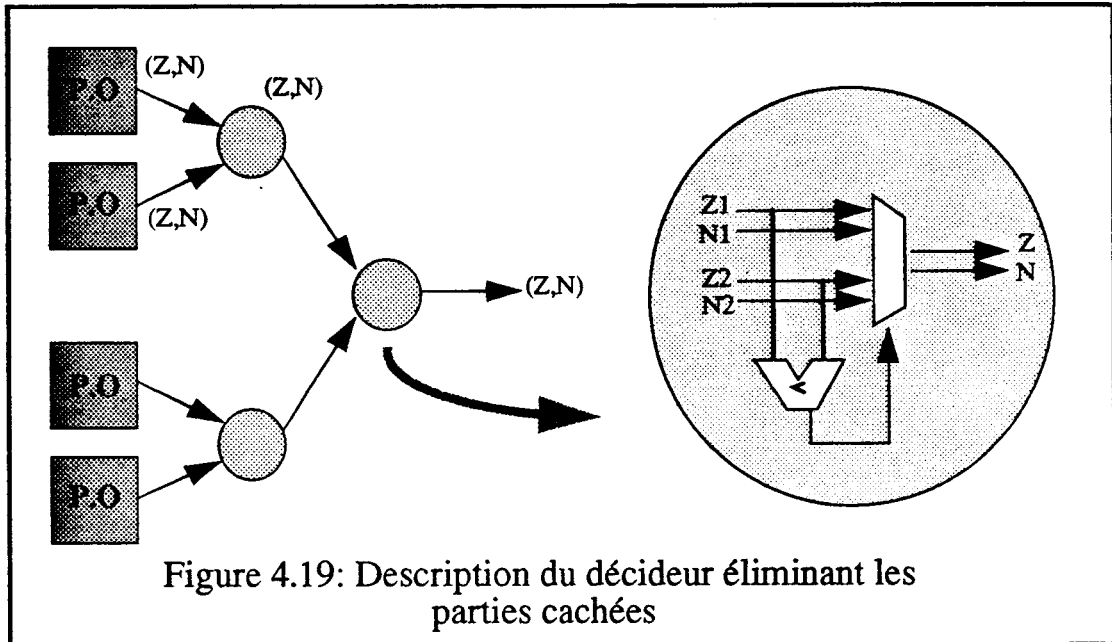 P.O
(Z,N)
(Z,N)
P.O
(Z,N)
(Z,N)
P.O
P.O
Z1
N1
Z2
N2
Z
N
<
Figure 4.19: Description du décideur éliminant les
parties cachées